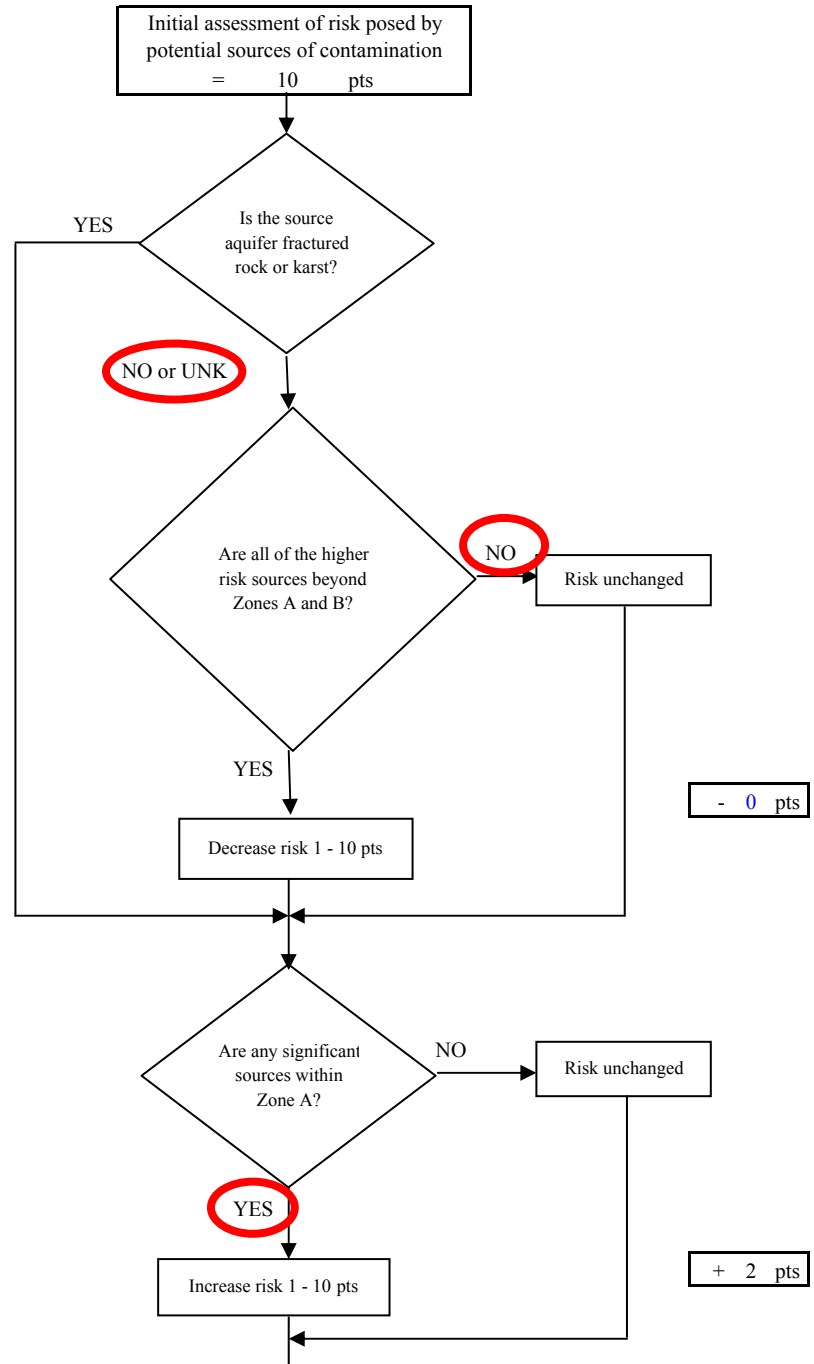 Initial assessment of risk posed by
potential sources of contamination
= 10 pts
YES
Is the source
aquifer fractured
rock or karst?
NO or UNK
Are all of the higher
risk sources beyond
Zones A and B?
NO
Risk unchanged
YES
- 0 pts
Decrease risk 1 - 10 pts
Are any significant
sources within
Zone A?
NO
Risk unchanged
YES
+ 2 pts
Increase risk 1 - 10 pts